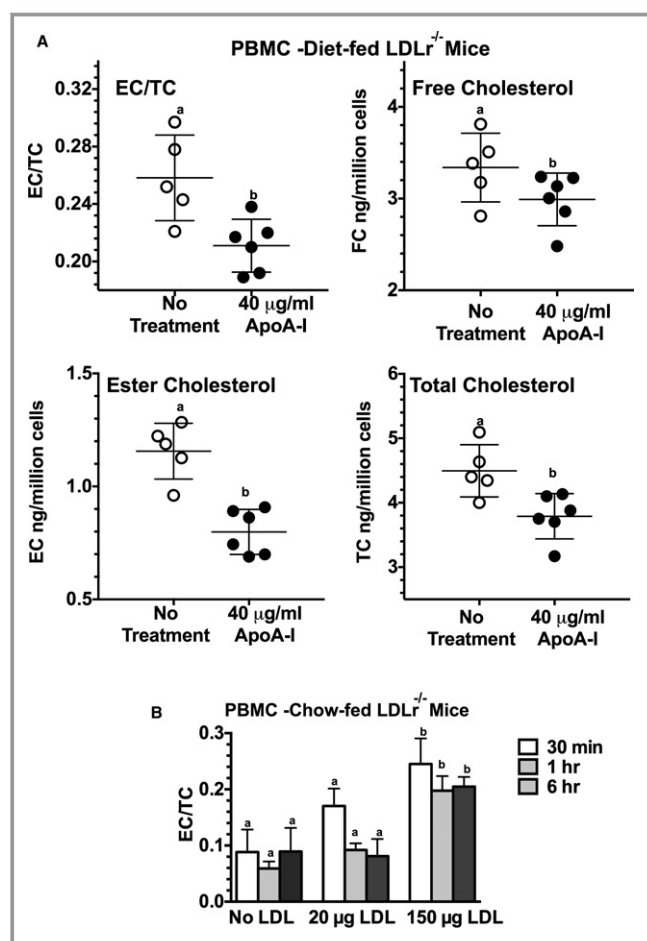 A
PBMC -Diet-fed LDLr-/- Mice
EC/TC
a
b
0.32
0.28
0.24
0.20
EC/TC
No Treatment
40 µg/ml ApoA-I
Free Cholesterol
a
b
4
3
2
FC ng/million cells
No Treatment
40 µg/ml ApoA-I
Ester Cholesterol
a
b
1.5
1.0
0.5
EC ng/million cells
No Treatment
40 µg/ml ApoA-I
Total Cholesterol
a
b
6
5
4
3
TC ng/million cells
No Treatment
40 µg/ml ApoA-I
B
PBMC -Chow-fed LDLr-/- Mice
0.3
0.2
0.1
0.0
EC/TC
a a a
a a a
b b b
No LDL 20 µg LDL 150 µg LDL
30 min
1 hr
6 hr